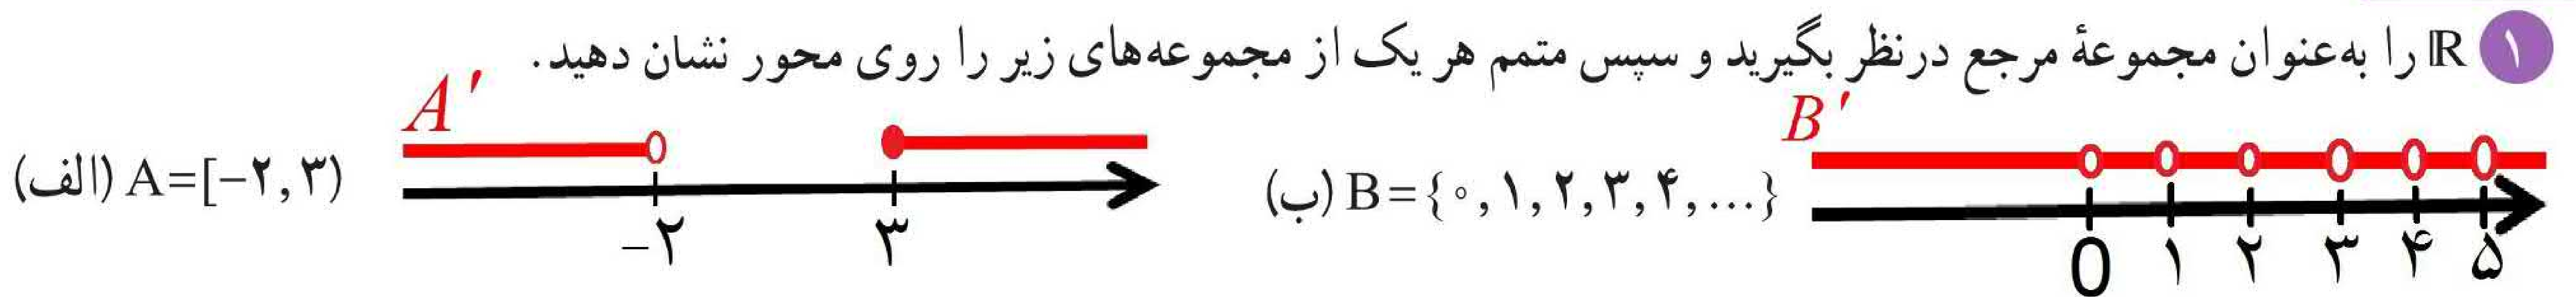 ۱ ℝ را به‌عنوان مجموعهٔ مرجع درنظر بگیرید و سپس متمم هر یک از مجموعه‌های زیر را روی محور نشان دهید.
الف) A=[−۲,۳)
A′
−۲ ۳
ب) B={۰,۱,۲,۳,۴,...}
B′
0 ۱ ۲ ۳ ۴ ۵